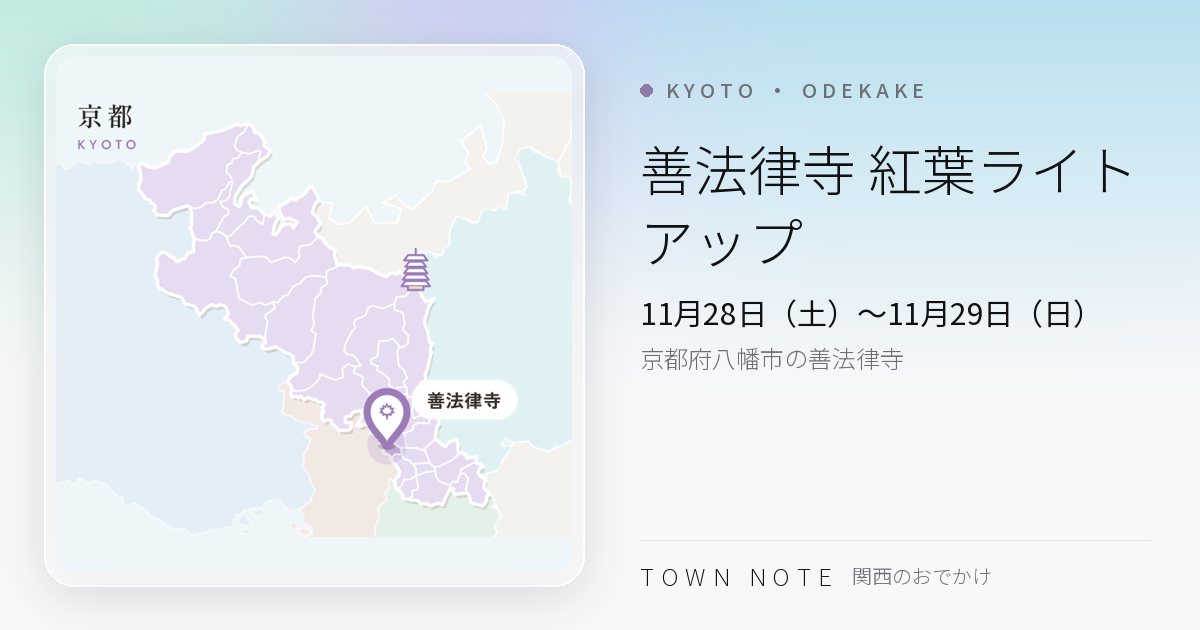 京都
KYOTO
善法律寺
KYOTO • ODEKAKE
善法律寺 紅葉ライト
アップ
11月28日（土）〜11月29日（日）
京都府八幡市の善法律寺
TOWN NOTE 関西のおでかけ